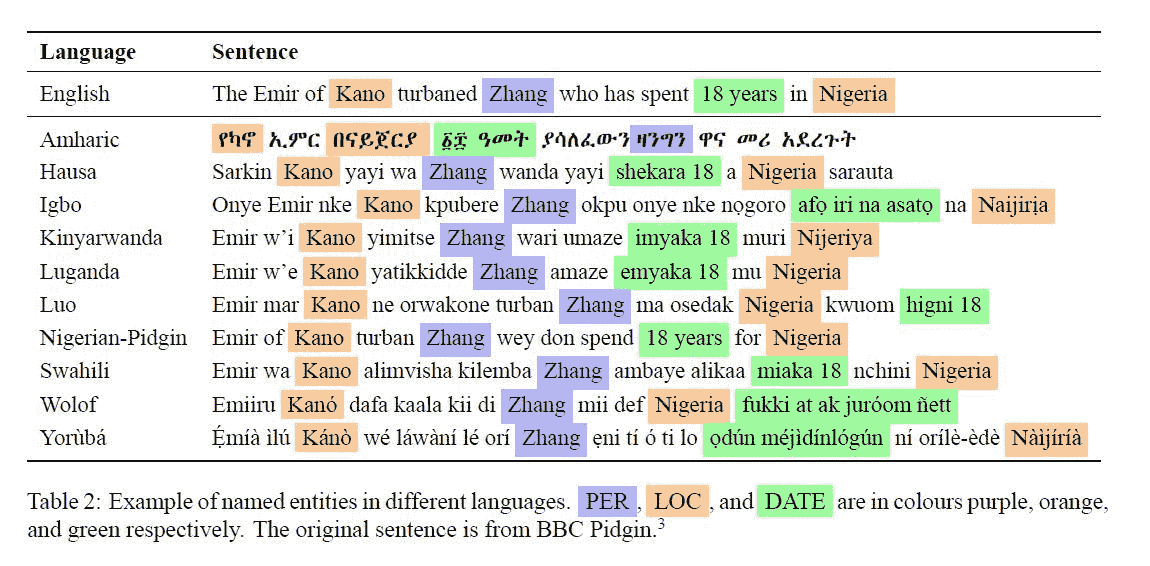 Language Sentence
English The Emir of Kano turbaned Zhang who has spent 18 years in Nigeria
Amharic የካኖ ኢምር በናይጀርያ ፩፰ ዓመት ያሳለፈውን ዛንግን ዋና መሪ አደረጉት
Hausa Sarkin Kano yayi wa Zhang wanda yayi shekara 18 a Nigeria sarauta
Igbo Onye Emir nke Kano kpubere Zhang okpu onye nke nọgoro afọ iri na asatọ na Naijirịa
Kinyarwanda Emir w'i Kano yimitse Zhang wari umaze imyaka 18 muri Nijeriya
Luganda Emir w'e Kano yatikkidde Zhang amaze emyaka 18 mu Nigeria
Luo Emir mar Kano ne orwakone turban Zhang ma osedak Nigeria kwuom higni 18
Nigerian-Pidgin Emir of Kano turban Zhang wey don spend 18 years for Nigeria
Swahili Emir wa Kano alimvisha kilemba Zhang ambaye alikaa miaka 18 nchini Nigeria
Wolof Emiiru Kanó dafa kaala kii di Zhang mii def Nigeria fukki at ak juróom ñett
Yorùbá Ẹ́míà ìlú Kánò wé láwàní lé orí Zhang ẹni tí ó ti lo ọdún méjìdínlógún ní orílẹ̀-èdè Nàìjíríà
Table 2: Example of named entities in different languages. PER, LOC, and DATE are in colours purple, orange,
and green respectively. The original sentence is from BBC Pidgin.3